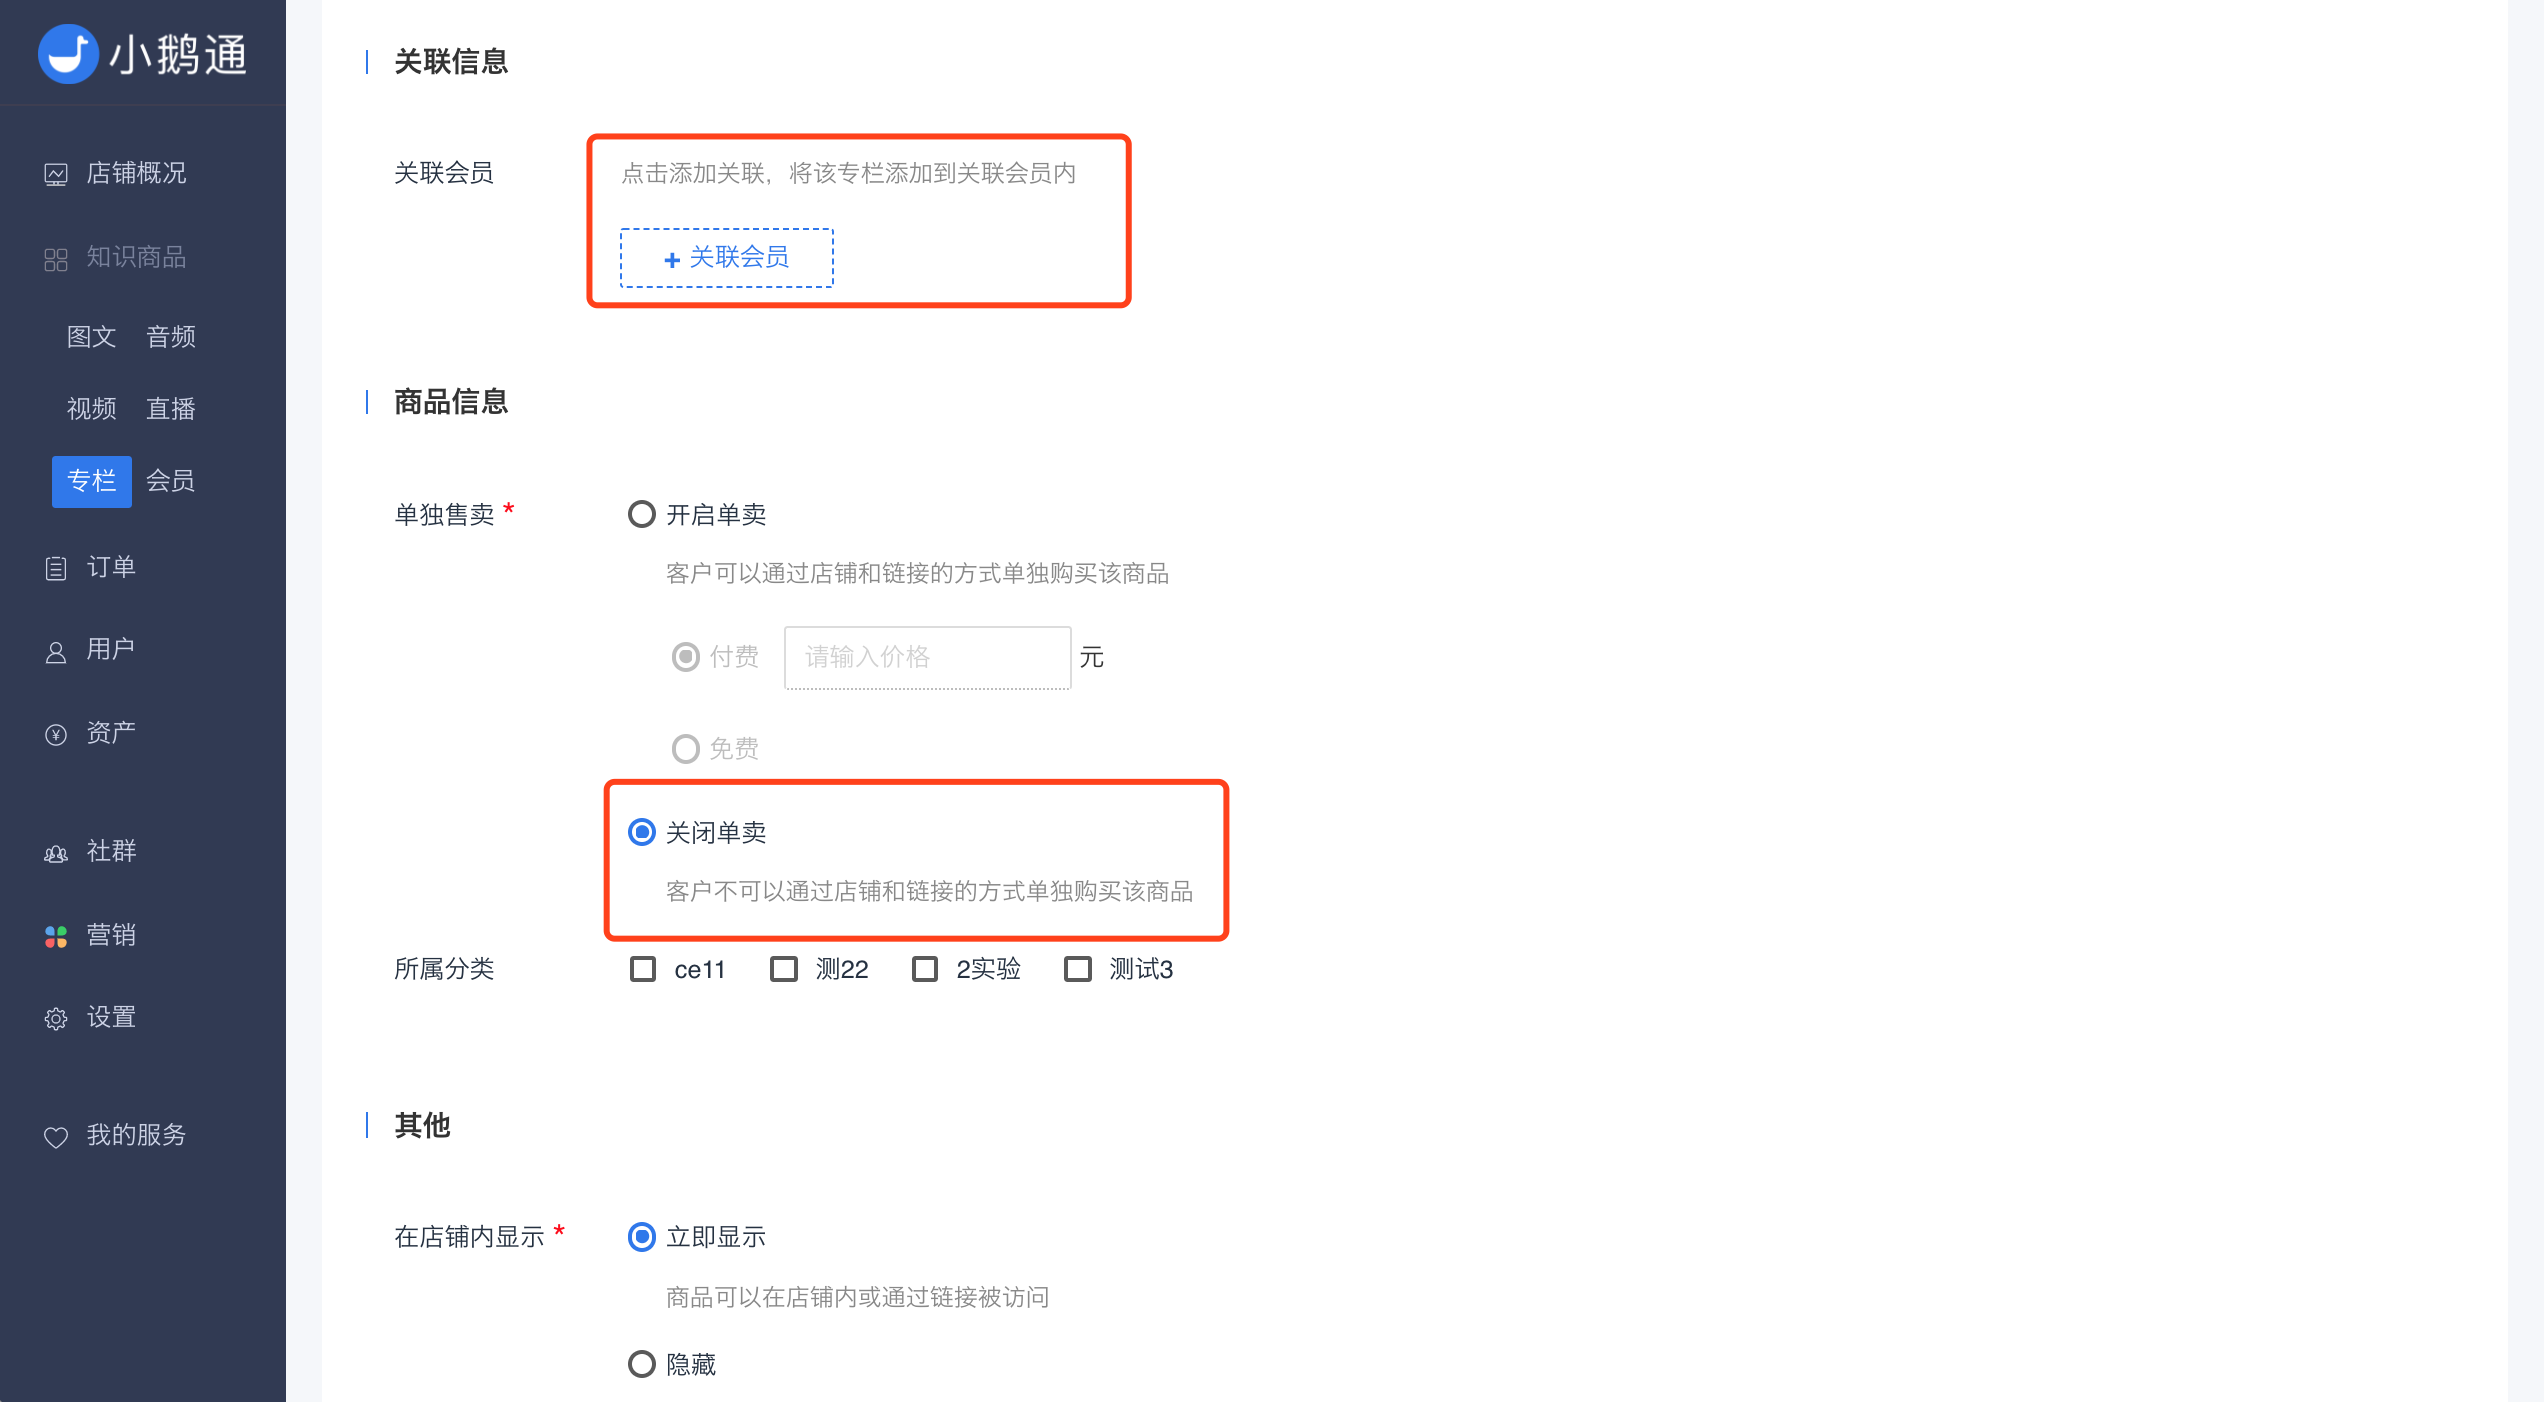 小鹅通
店铺概况
知识商品
图文 音频
视频 直播
专栏 会员
订单
用户
资产
社群
营销
设置
我的服务
关联信息
关联会员
点击添加关联，将该专栏添加到关联会员内
+ 关联会员
商品信息
单独售卖 *
开启单卖
客户可以通过店铺和链接的方式单独购买该商品
付费 请输入价格 元
免费
关闭单卖
客户不可以通过店铺和链接的方式单独购买该商品
所属分类 ce11 测22 2实验 测试3
其他
在店铺内显示 * 立即显示
商品可以在店铺内或通过链接被访问
隐藏